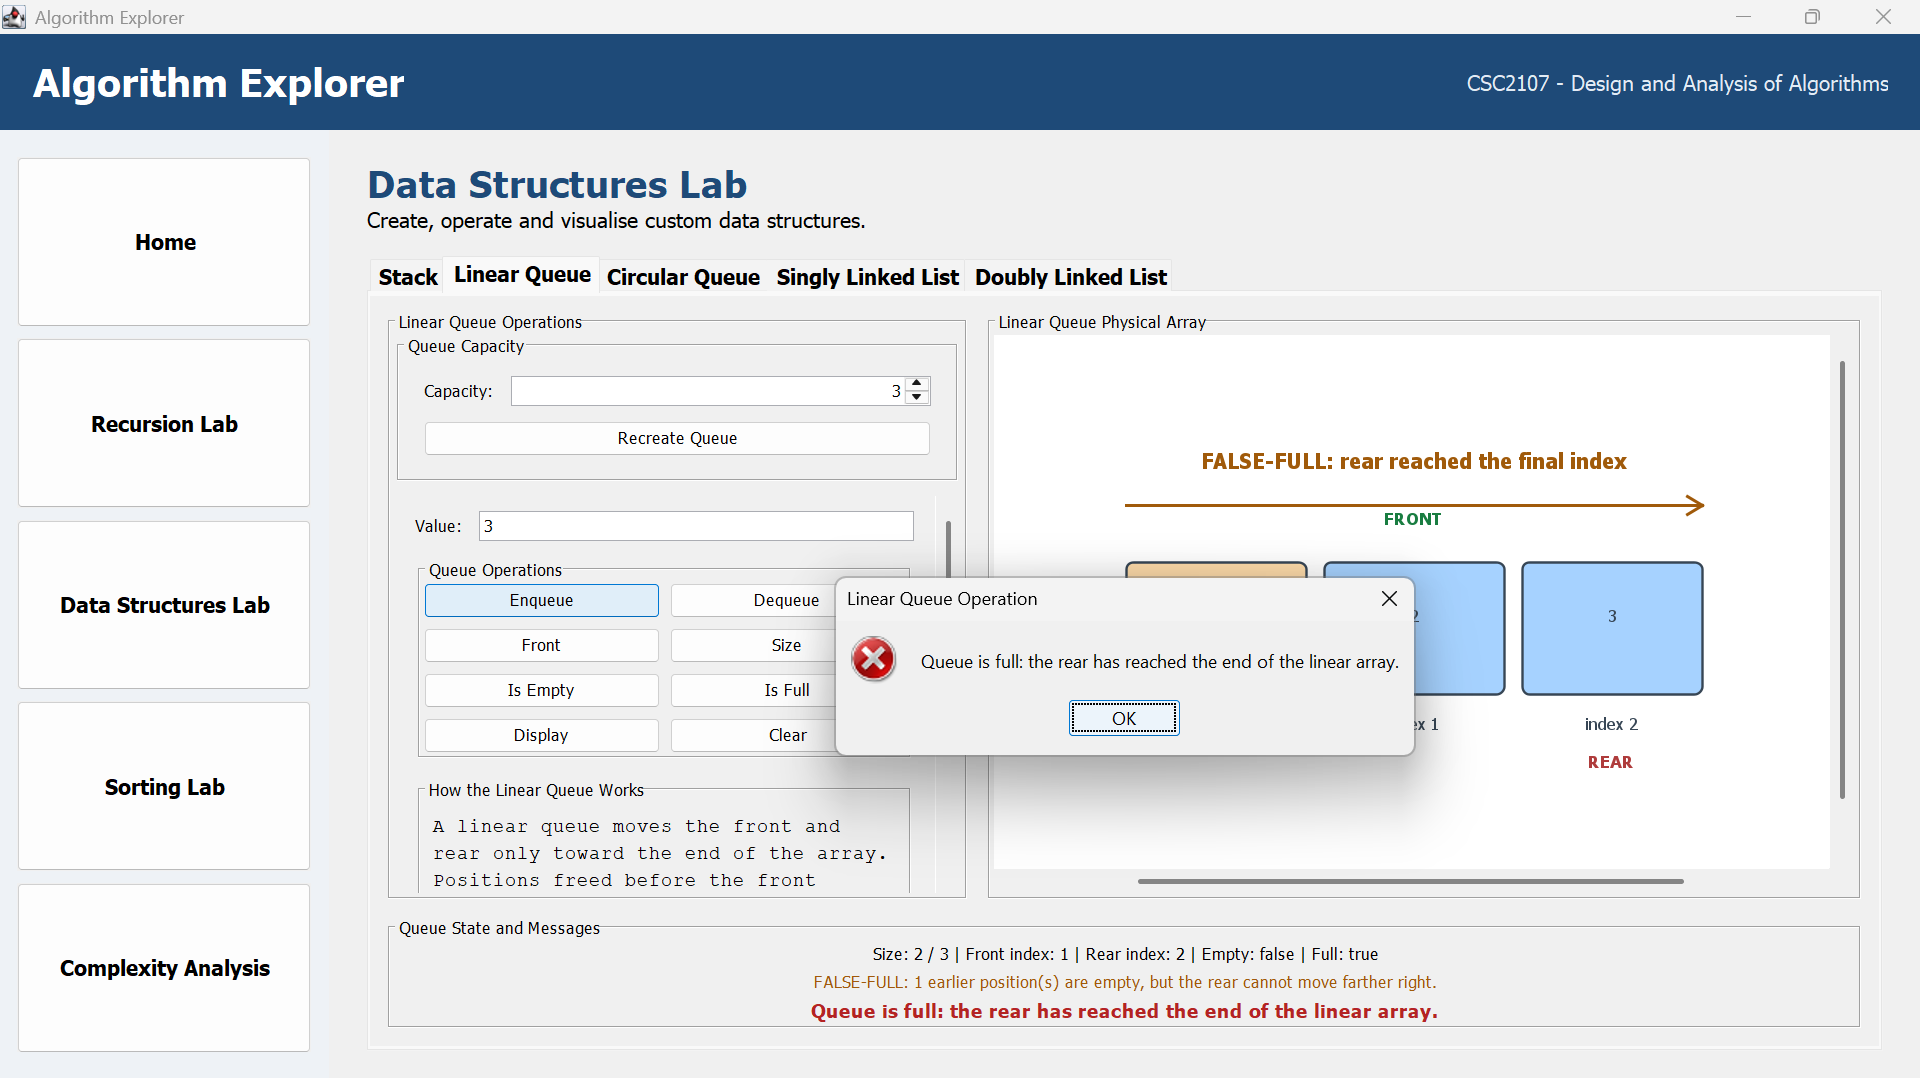 Algorithm Explorer
Algorithm Explorer
CSC2107 - Design and Analysis of Algorithms
Home
Recursion Lab
Data Structures Lab
Sorting Lab
Complexity Analysis
Data Structures Lab
Create, operate and visualise custom data structures.
Stack
Linear Queue
Circular Queue
Singly Linked List
Doubly Linked List
Linear Queue Operations
Queue Capacity
Capacity:
3
Recreate Queue
Value:
3
Queue Operations
Enqueue
Dequeue
Front
Size
Is Empty
Is Full
Display
Clear
How the Linear Queue Works
A linear queue moves the front and
rear only toward the end of the array.
Positions freed before the front
Linear Queue Physical Array
FALSE-FULL: rear reached the final index
FRONT
3
1
index 2
REAR
Linear Queue Operation
Queue is full: the rear has reached the end of the linear array.
OK
Queue State and Messages
Size: 2 / 3 | Front index: 1 | Rear index: 2 | Empty: false | Full: true
FALSE-FULL: 1 earlier position(s) are empty, but the rear cannot move farther right.
Queue is full: the rear has reached the end of the linear array.